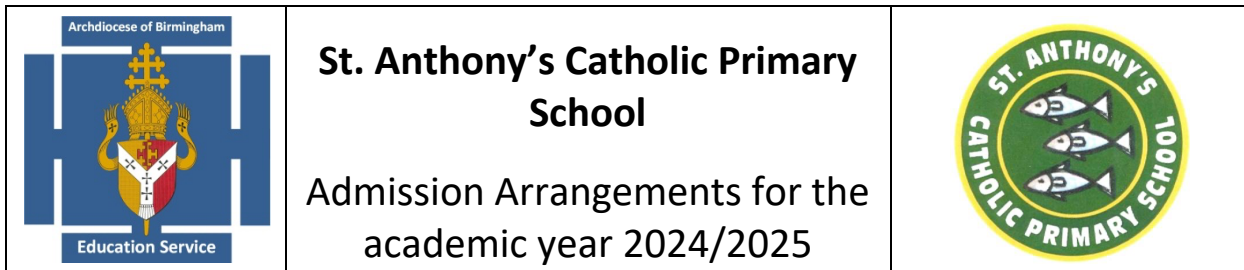 Archdiocese of Birmingham
Education Service
St. Anthony’s Catholic Primary
School
Admission Arrangements for the
academic year 2024/2025
ST. ANTHONY'S
CATHOLIC PRIMARY SCHOOL